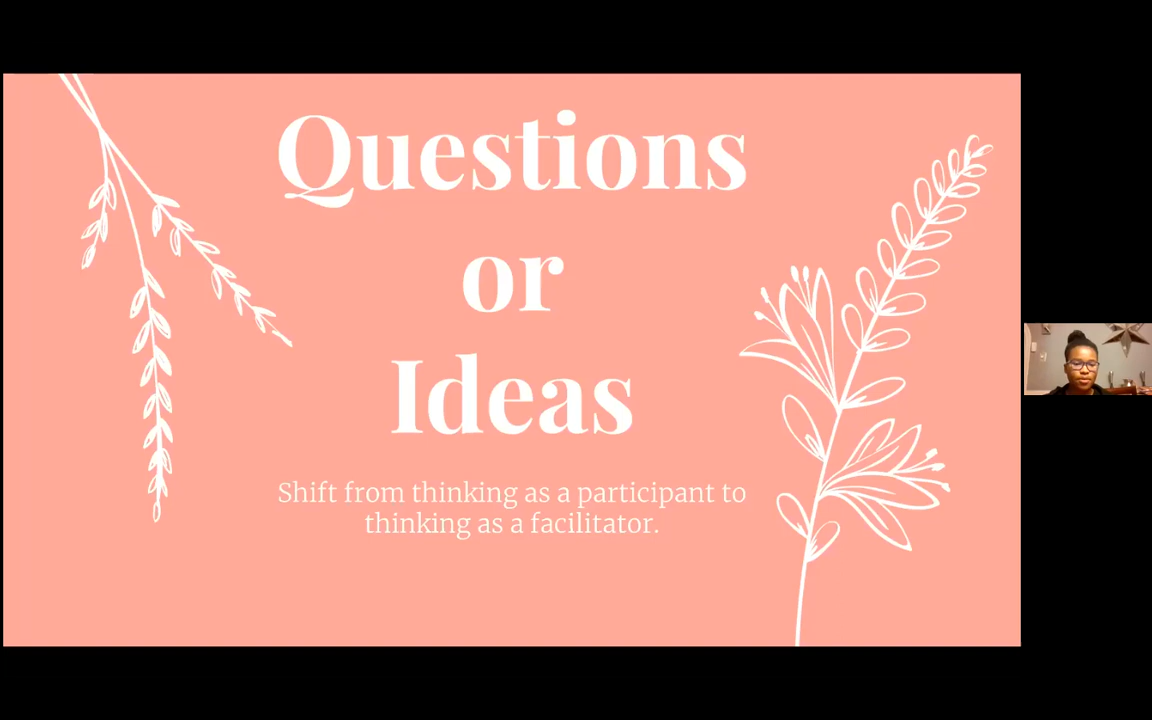 Questions
or
Ideas
Shift from thinking as a participant to
thinking as a facilitator.